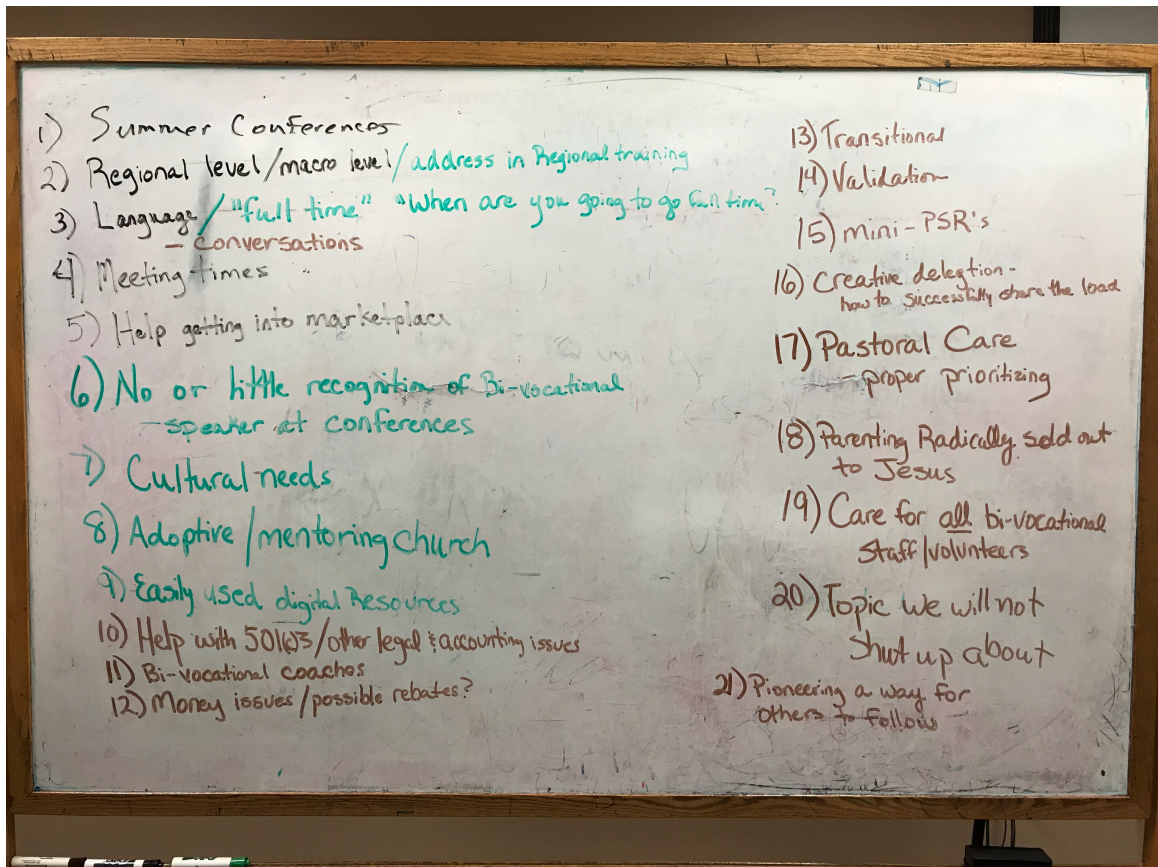 1) Summer Conferences
2) Regional level/macro level/address in Regional training
3) Language/"full time" "When are you going to go full time?
- Conversations
4) Meeting times
5) Help getting into marketplace
6) No or little recognition of Bi-vocational
- speaker at conferences
7) Cultural needs
8) Adoptive/mentoring church
9) Easily used digital Resources
10) Help with 501(c)3/other legal & accounting issues
11) Bi-vocational coaches
12) Money issues/possible rebates?
13) Transitional
14) Validation
15) mini-PSR's
16) Creative delegtion-
how to successfully share the load
17) Pastoral Care
- proper prioritizing
18) Parenting Radically sold out
to Jesus
19) Care for all bi-vocational
Staff/volunteers
20) Topic we will not
shut up about
21) Pioneering a way for
others to follow